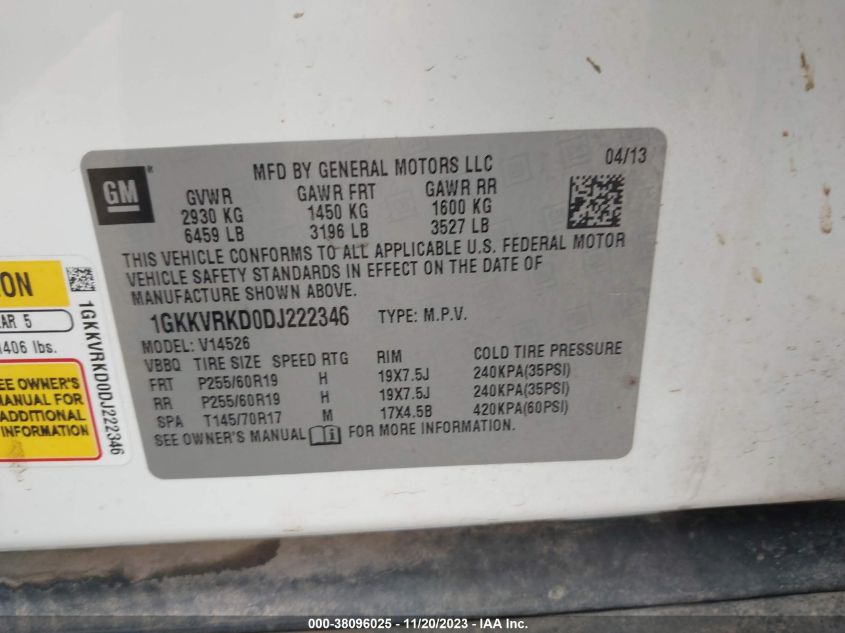 GM
MFD BY GENERAL MOTORS LLC
04/13
GVWR GAWR FRT GAWR RR
2930 KG 1450 KG 1600 KG
6459 LB 3196 LB 3527 LB
THIS VEHICLE CONFORMS TO ALL APPLICABLE U.S. FEDERAL MOTOR
VEHICLE SAFETY STANDARDS IN EFFECT ON THE DATE OF
MANUFACTURE SHOWN ABOVE.
1GKKVRKD0DJ222346 TYPE: M.P.V.
MODEL: V14526
VBBQ TIRE SIZE SPEED RTG RIM COLD TIRE PRESSURE
FRT P255/60R19 H 19X7.5J 240KPA(35PSI)
RR P255/60R19 H 19X7.5J 240KPA(35PSI)
SPA T145/70R17 M 17X4.5B 420KPA(60PSI)
SEE OWNER'S MANUAL FOR MORE INFORMATION.
ON
AR 5
1406 lbs.
EE OWNER'S
MANUAL FOR
ADDITIONAL
INFORMATION
1GKKVRKD0DJ222346
000-38096025 - 11/20/2023 - IAA Inc.